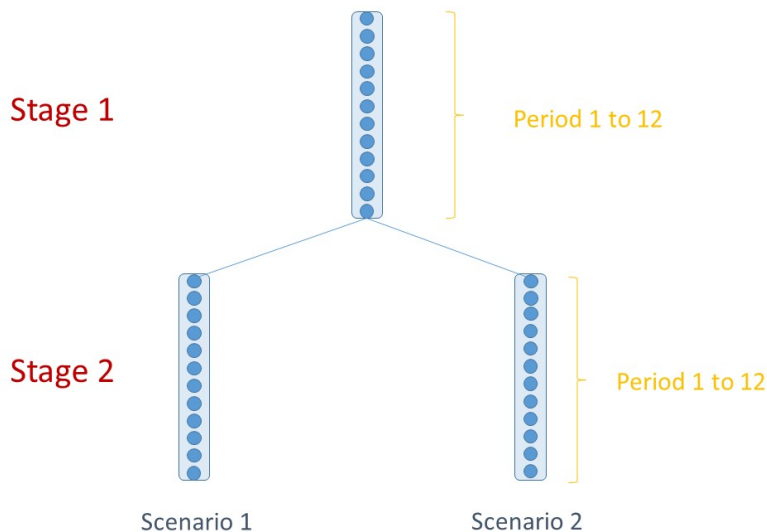 Stage 1
Period 1 to 12
Stage 2
Period 1 to 12
Scenario 1
Scenario 2